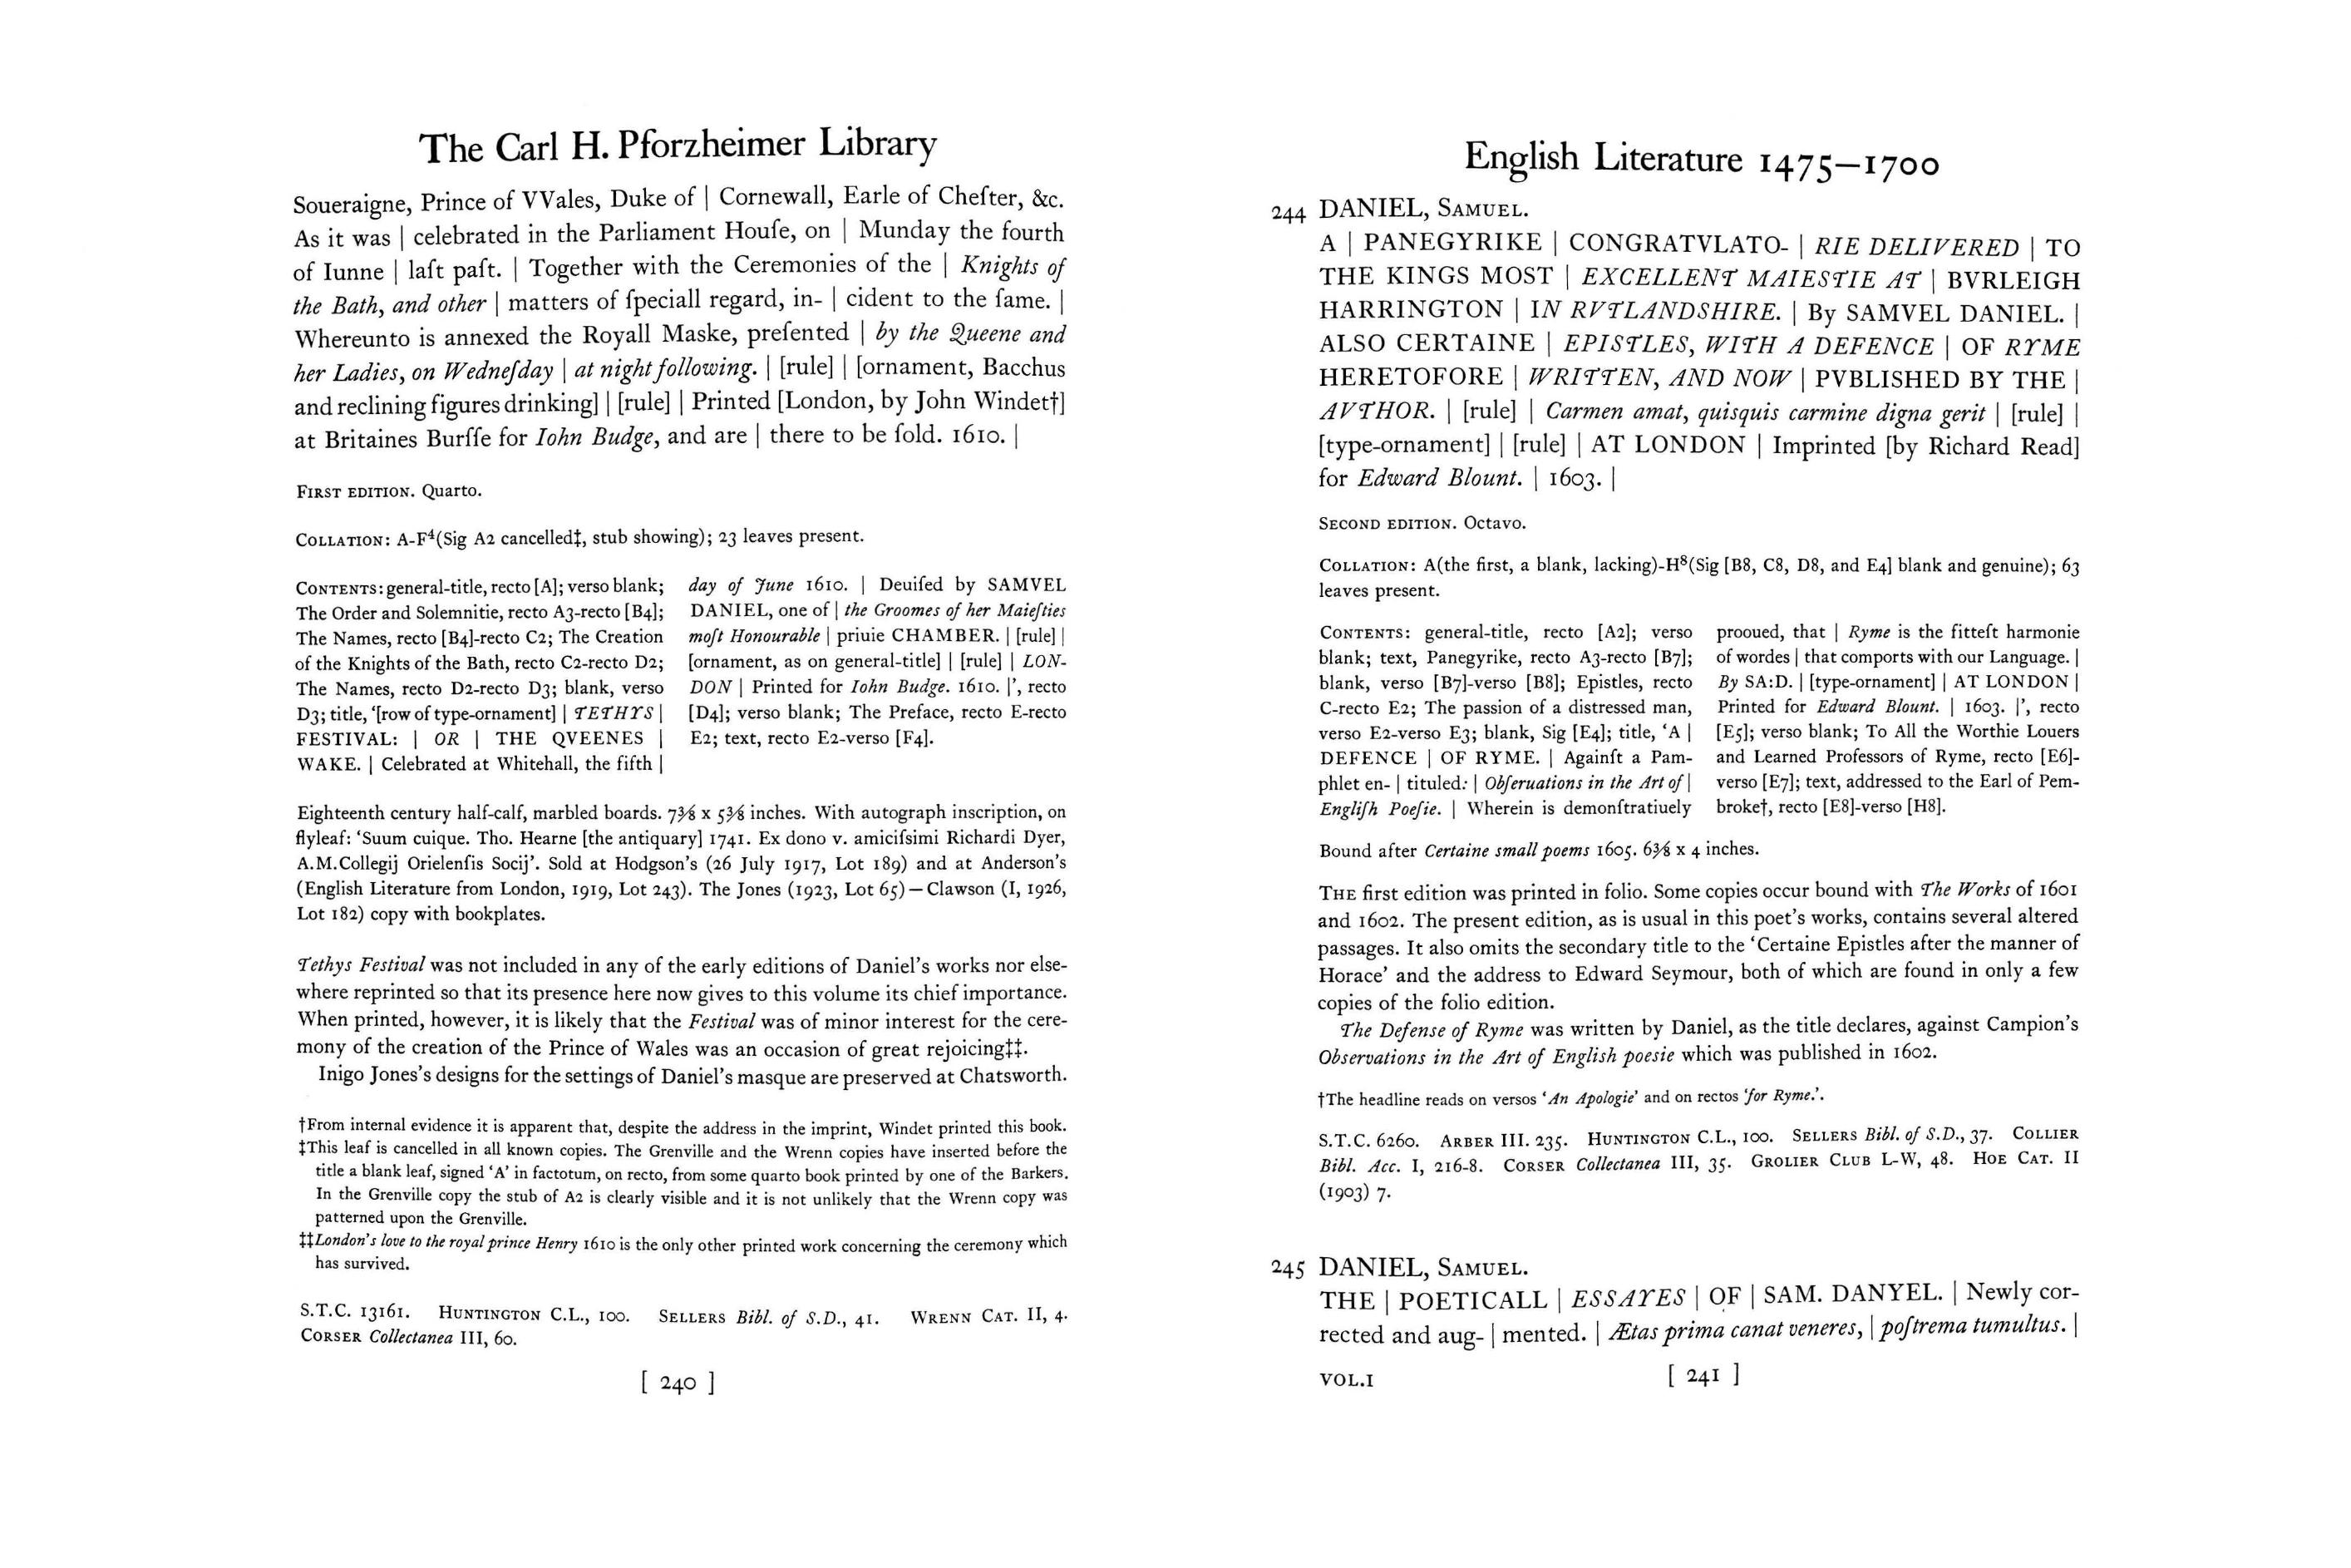 The Carl H. Pforzheimer Library
Soueraigne, Prince of VVales, Duke of | Cornewall, Earle of Cheſter, &c.
As it was | celebrated in the Parliament Houſe, on | Munday the fourth
of Iunne | laſt paſt. | Together with the Ceremonies of the | Knights of
the Bath, and other | matters of ſpeciall regard, in- | cident to the ſame. |
Whereunto is annexed the Royall Maske, preſented | by the Queene and
her Ladies, on Wedneſday | at night following. | [rule] | [ornament, Bacchus
and reclining figures drinking] | [rule] | Printed [London, by John Windet†]
at Britaines Burſſe for Iohn Budge, and are | there to be ſold. 1610. |
FIRST EDITION. Quarto.
COLLATION: A-F⁴(Sig A2 cancelled‡, stub showing); 23 leaves present.
CONTENTS: general-title, recto [A]; verso blank;
The Order and Solemnitie, recto A3-recto [B4];
The Names, recto [B4]-recto C2; The Creation
of the Knights of the Bath, recto C2-recto D2;
The Names, recto D2-recto D3; blank, verso
D3; title, ‘[row of type-ornament] | TETHYS |
FESTIVAL: | OR | THE QVEENES |
WAKE. | Celebrated at Whitehall, the fifth |
day of June 1610. | Deuiſed by SAMVEL
DANIEL, one of | the Groomes of her Maieſties
moſt Honourable | priuie CHAMBER. | [rule] |
[ornament, as on general-title] | [rule] | LON-
DON | Printed for Iohn Budge. 1610. |’, recto
[D4]; verso blank; The Preface, recto E-recto
E2; text, recto E2-verso [F4].
Eighteenth century half-calf, marbled boards. 7⅜ x 5⅜ inches. With autograph inscription, on
flyleaf: ‘Suum cuique. Tho. Hearne [the antiquary] 1741. Ex dono v. amiciſsimi Richardi Dyer,
A.M.Collegij Orielenſis Socij’. Sold at Hodgson's (26 July 1917, Lot 189) and at Anderson's
(English Literature from London, 1919, Lot 243). The Jones (1923, Lot 65)—Clawson (I, 1926,
Lot 182) copy with bookplates.
Tethys Festival was not included in any of the early editions of Daniel's works nor else-
where reprinted so that its presence here now gives to this volume its chief importance.
When printed, however, it is likely that the Festival was of minor interest for the cere-
mony of the creation of the Prince of Wales was an occasion of great rejoicing‡‡.
Inigo Jones's designs for the settings of Daniel's masque are preserved at Chatsworth.
†From internal evidence it is apparent that, despite the address in the imprint, Windet printed this book.
‡This leaf is cancelled in all known copies. The Grenville and the Wrenn copies have inserted before the
title a blank leaf, signed ‘A’ in factotum, on recto, from some quarto book printed by one of the Barkers.
In the Grenville copy the stub of A2 is clearly visible and it is not unlikely that the Wrenn copy was
patterned upon the Grenville.
‡‡London's love to the royal prince Henry 1610 is the only other printed work concerning the ceremony which
has survived.
S.T.C. 13161. HUNTINGTON C.L., 100. SELLERS Bibl. of S.D., 41. WRENN CAT. II, 4.
CORSER Collectanea III, 60.
[ 240 ]
English Literature 1475—1700
244 DANIEL, SAMUEL.
A | PANEGYRIKE | CONGRATVLATO- | RIE DELIVERED | TO
THE KINGS MOST | EXCELLENT MAIESTIE AT | BVRLEIGH
HARRINGTON | IN RVTLANDSHIRE. | By SAMVEL DANIEL. |
ALSO CERTAINE | EPISTLES, WITH A DEFENCE | OF RYME
HERETOFORE | WRITTEN, AND NOW | PVBLISHED BY THE |
AVTHOR. | [rule] | Carmen amat, quisquis carmine digna gerit | [rule] |
[type-ornament] | [rule] | AT LONDON | Imprinted [by Richard Read]
for Edward Blount. | 1603. |
SECOND EDITION. Octavo.
COLLATION: A(the first, a blank, lacking)-H⁸(Sig [B8, C8, D8, and E4] blank and genuine); 63
leaves present.
CONTENTS: general-title, recto [A2]; verso
blank; text, Panegyrike, recto A3-recto [B7];
blank, verso [B7]-verso [B8]; Epistles, recto
C-recto E2; The passion of a distressed man,
verso E2-verso E3; blank, Sig [E4]; title, ‘A |
DEFENCE | OF RYME. | Againſt a Pam-
phlet en- | tituled: | Obſeruations in the Art of |
Engliſh Poeſie. | Wherein is demonſtratiuely
prooued, that | Ryme is the fitteſt harmonie
of wordes | that comports with our Language. |
By SA:D. | [type-ornament] | AT LONDON |
Printed for Edward Blount. | 1603. |’, recto
[E5]; verso blank; To All the Worthie Louers
and Learned Professors of Ryme, recto [E6]-
verso [E7]; text, addressed to the Earl of Pem-
broke†, recto [E8]-verso [H8].
Bound after Certaine small poems 1605. 6⅜ x 4 inches.
THE first edition was printed in folio. Some copies occur bound with The Works of 1601
and 1602. The present edition, as is usual in this poet's works, contains several altered
passages. It also omits the secondary title to the ‘Certaine Epistles after the manner of
Horace’ and the address to Edward Seymour, both of which are found in only a few
copies of the folio edition.
The Defense of Ryme was written by Daniel, as the title declares, against Campion's
Observations in the Art of English poesie which was published in 1602.
†The headline reads on versos ‘An Apologie’ and on rectos ‘for Ryme.’.
S.T.C. 6260. ARBER III. 235. HUNTINGTON C.L., 100. SELLERS Bibl. of S.D., 37. COLLIER
Bibl. Acc. I, 216-8. CORSER Collectanea III, 35. GROLIER CLUB L-W, 48. HOE CAT. II
(1903) 7.
245 DANIEL, SAMUEL.
THE | POETICALL | ESSAYES | OF | SAM. DANYEL. | Newly cor-
rected and aug- | mented. | Ætas prima canat veneres, | poſtrema tumultus. |
VOL.I
[ 241 ]